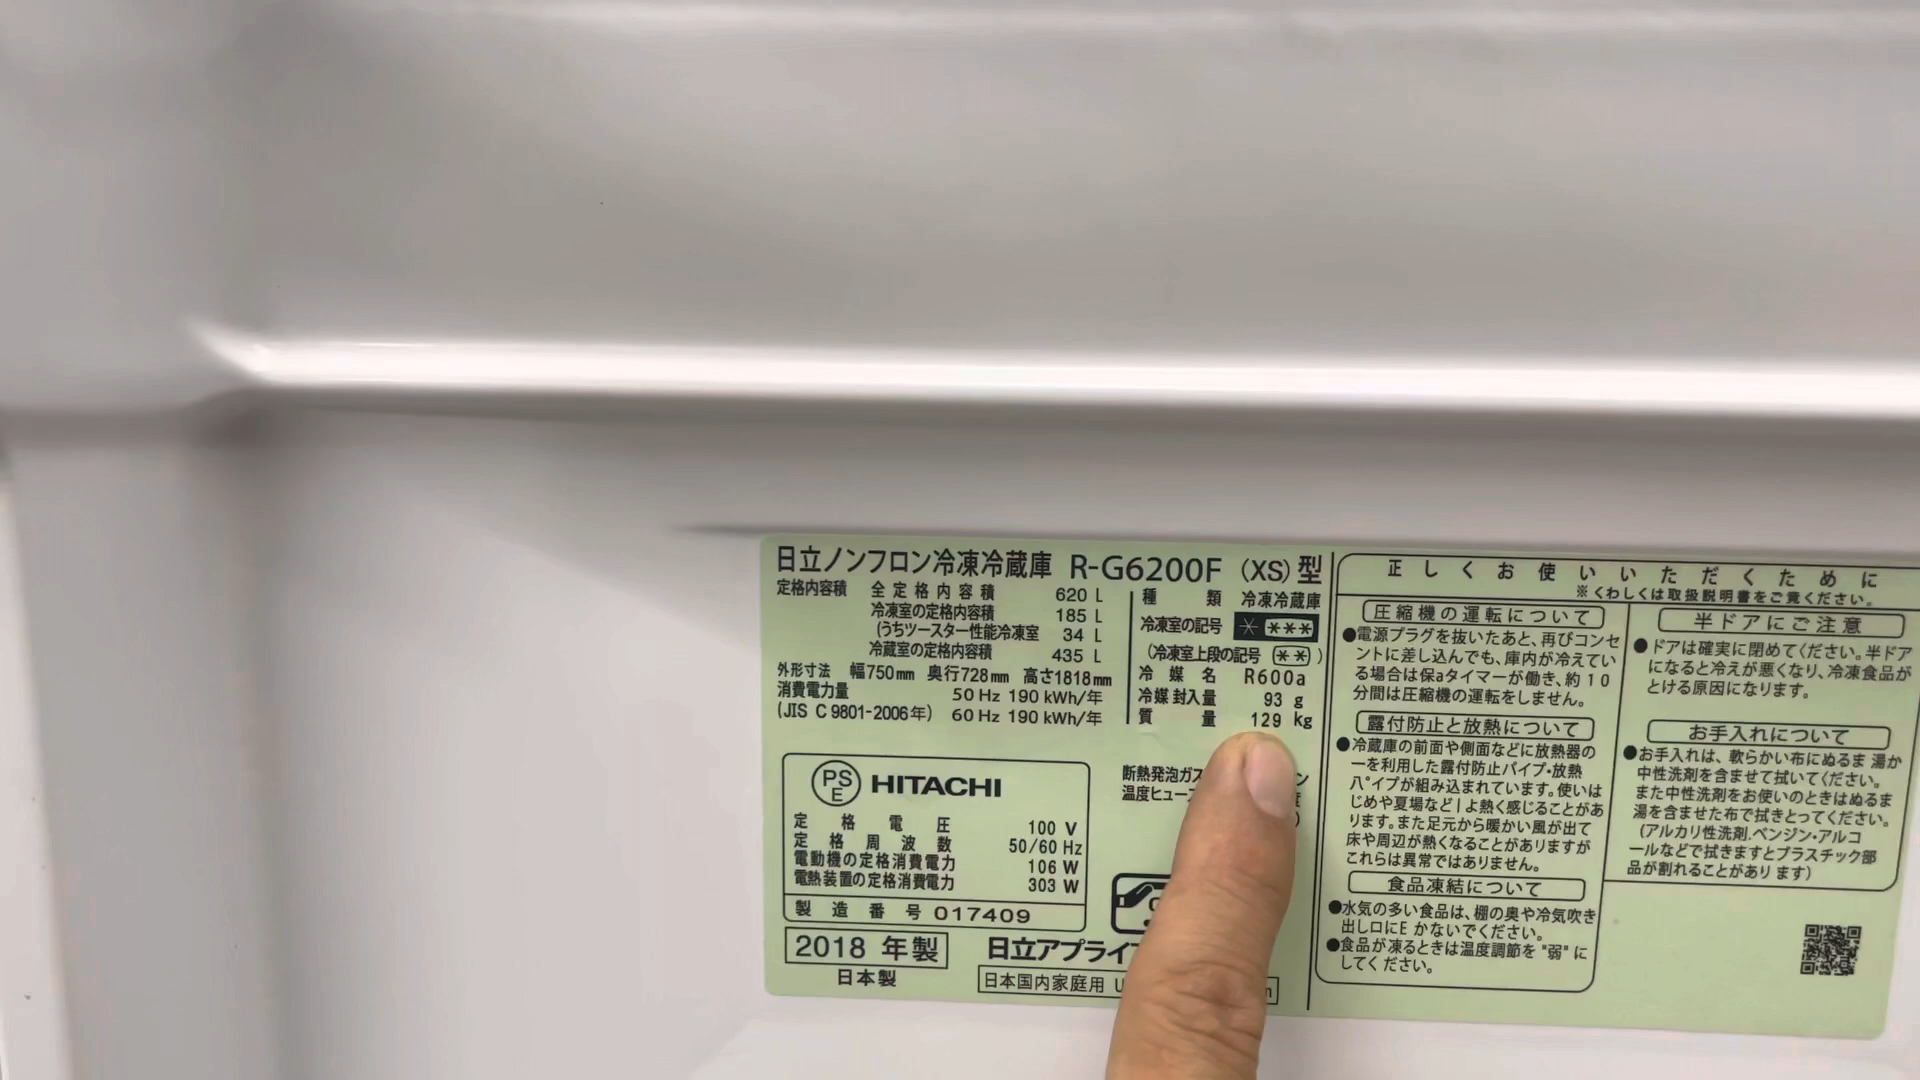 日立ノンフロン冷凍冷蔵庫 R-G6200F (XS)型
定格内容積 全定格内容積 620 L
冷凍室の定格内容積 185 L
(うちツースター性能冷凍室 34 L
冷蔵室の定格内容積 435 L
外形寸法 幅750mm 奥行728mm 高さ1818mm
消費電力量 50 Hz 190 kWh/年
(JIS C 9801-2006年) 60 Hz 190 kWh/年
種類 冷凍冷蔵庫
冷凍室の記号 * ***
(冷凍室上段の記号 ** )
冷媒名 R600a
冷媒封入量 93 g
質量 129 kg
断熱発泡ガス
温度ヒュー
PS
E
HITACHI
定格電圧 100 V
定格周波数 50/60 Hz
電動機の定格消費電力 106 W
電熱装置の定格消費電力 303 W
製造番号 017409
2018 年製
日本製
日立アプライ
日本国内家庭用
正しくお使いいただくために
※くわしくは取扱説明書をご覧ください。
圧縮機の運転について
●電源プラグを抜いたあと、再びコンセ
ントに差し込んでも、庫内が冷えてい
る場合は保aタイマーが働き、約10
分間は圧縮機の運転をしません。
露付防止と放熱について
●冷蔵庫の前面や側面などに放熱器の
一を利用した露付防止パイプ・放熱
パイプが組み込まれています。使いは
じめや夏場など|よ熱く感じることがあ
ります。また足元から暖かい風が出て
床や周辺が熱くなることがありますが
これらは異常ではありません。
食品凍結について
●水気の多い食品は、棚の奥や冷気吹き
出し口にE かないでください。
●食品が凍るときは温度調節を"弱"に
してください。
半ドアにご注意
●ドアは確実に閉めてください。半ドア
になると冷えが悪くなり、冷凍食品が
とける原因になります。
お手入れについて
●お手入れは、軟らかい布にぬるま 湯か
中性洗剤を含ませて拭いてください。
また中性洗剤をお使いのときはぬるま
湯を含ませた布で拭きとってください。
(アルカリ性洗剤、ベンジン・アルコ
ールなどで拭きますとプラスチック部
品が割れることがあります)